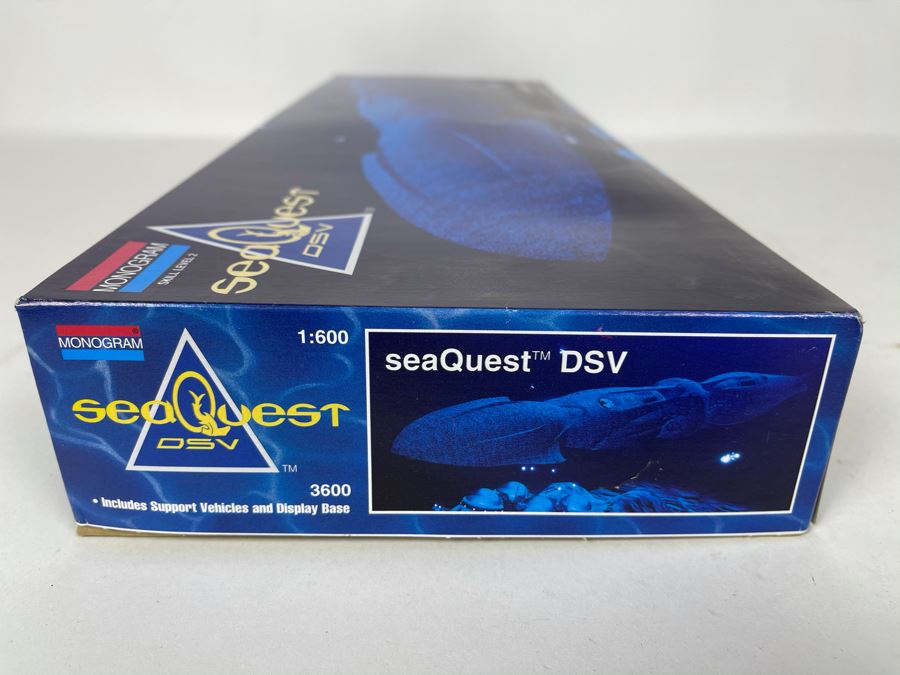 MONOGRAM
SKILL LEVEL 2
seaQuest
DSV
®
MONOGRAM®
seaQuest
DSV
TM
1:600
3600
• Includes Support Vehicles and Display Base
seaQuest™ DSV